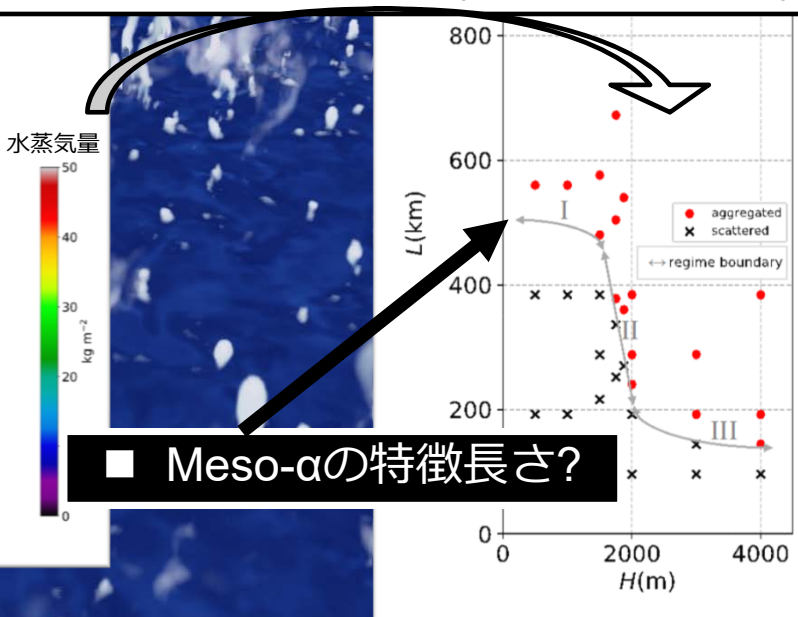 水蒸気量
50
40
30
20
0
kg m⁻²
■ Meso-αの特徴長さ?
800
600
400
200
0
L(km)
I
II
III
aggregated
scattered
↔ regime boundary
0 2000 4000
H(m)